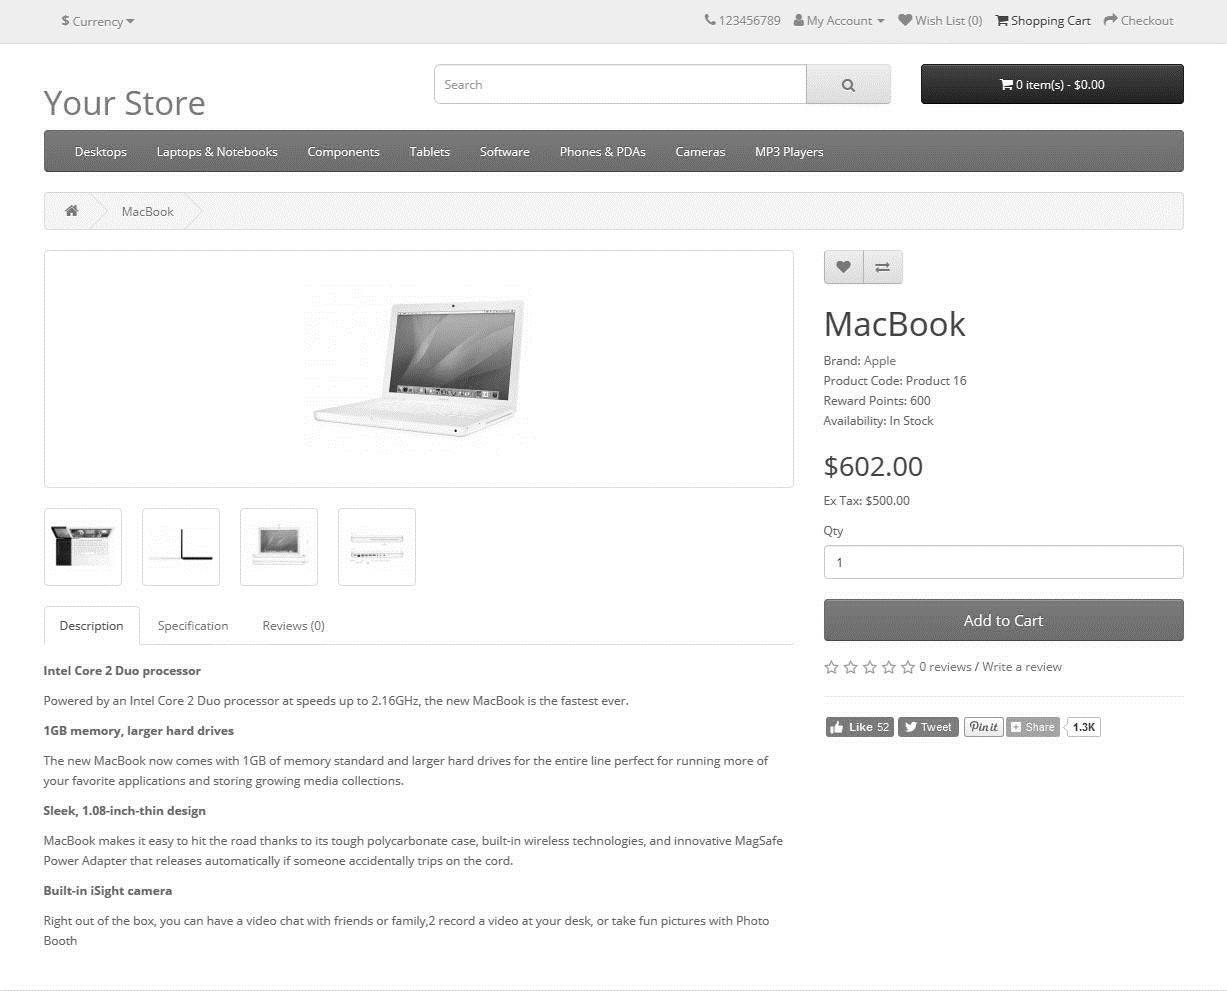 $ Currency
123456789 My Account Wish List (0) Shopping Cart Checkout
Your Store
Search
0 item(s) - $0.00
Desktops Laptops & Notebooks Components Tablets Software Phones & PDAs Cameras MP3 Players
MacBook
MacBook
Brand: Apple
Product Code: Product 16
Reward Points: 600
Availability: In Stock
$602.00
Ex Tax: $500.00
Qty
1
Add to Cart
0 reviews / Write a review
Like 52 Tweet Pin it Share 1.3K
Description Specification Reviews (0)
Intel Core 2 Duo processor
Powered by an Intel Core 2 Duo processor at speeds up to 2.16GHz, the new MacBook is the fastest ever.
1GB memory, larger hard drives
The new MacBook now comes with 1GB of memory standard and larger hard drives for the entire line perfect for running more of
your favorite applications and storing growing media collections.
Sleek, 1.08-inch-thin design
MacBook makes it easy to hit the road thanks to its tough polycarbonate case, built-in wireless technologies, and innovative MagSafe
Power Adapter that releases automatically if someone accidentally trips on the cord.
Built-in iSight camera
Right out of the box, you can have a video chat with friends or family,2 record a video at your desk, or take fun pictures with Photo
Booth